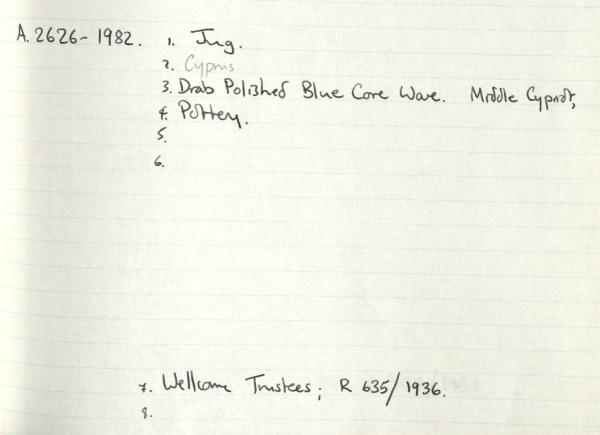 A. 2626 - 1982. 1. Jug.
2. Cyprus
3. Drab Polished Blue Core Ware. Middle Cypriot,
4. Pottery.
5.
6.
7. Wellcome Trustees; R 635/1936.
8.